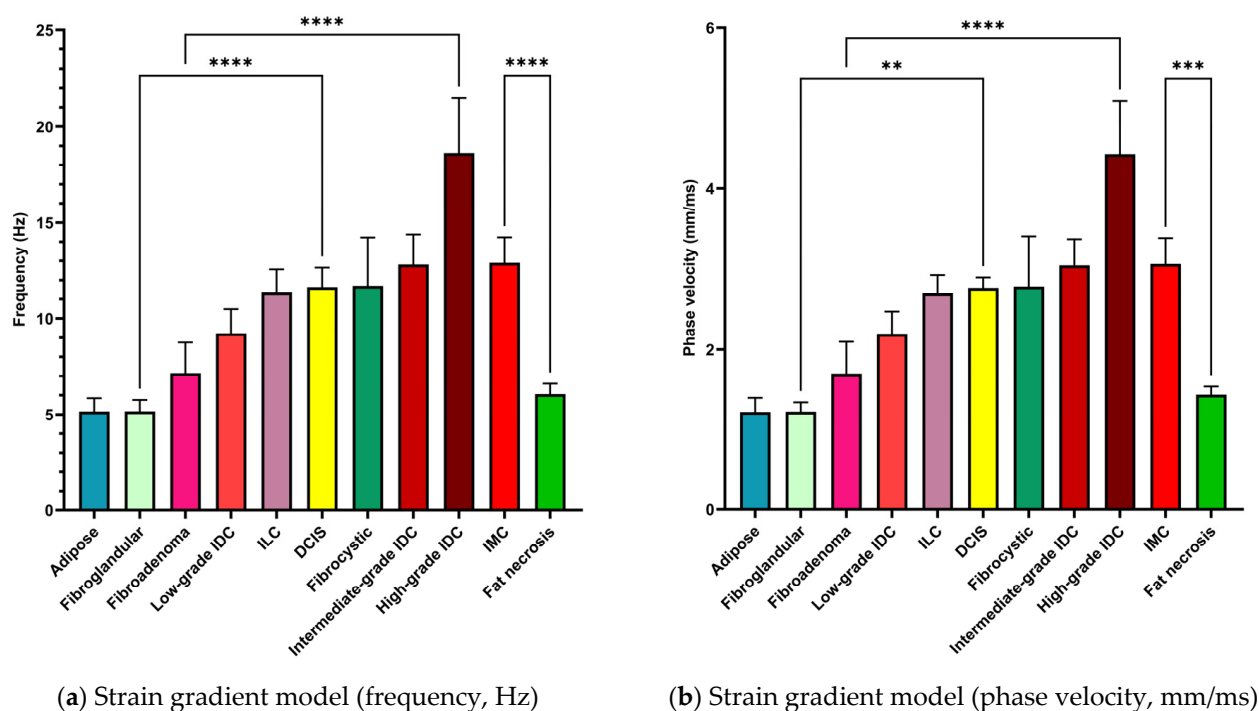 ****
****
****
25
20
15
10
5
0
Frequency (Hz)
Adipose
Fibroglandular
Fibroadenoma
Low-grade IDC
ILC
DCIS
Fibrocystic
Intermediate-grade IDC
High-grade IDC
IMC
Fat necrosis
(a) Strain gradient model (frequency, Hz)
****
**
***
6
4
2
0
Phase velocity (mm/ms)
Adipose
Fibroglandular
Fibroadenoma
Low-grade IDC
ILC
DCIS
Fibrocystic
Intermediate-grade IDC
High-grade IDC
IMC
Fat necrosis
(b) Strain gradient model (phase velocity, mm/ms)